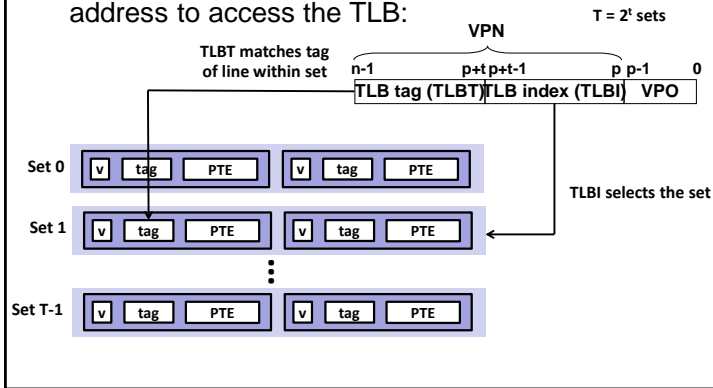 address to access the TLB:
T = 2ᵗ sets
VPN
TLBT matches tag
of line within set
n-1 p+t p+t-1 p p-1 0
TLB tag (TLBT) TLB index (TLBI) VPO
Set 0 v tag PTE v tag PTE
TLBI selects the set
Set 1 v tag PTE v tag PTE
⋮
Set T-1 v tag PTE v tag PTE